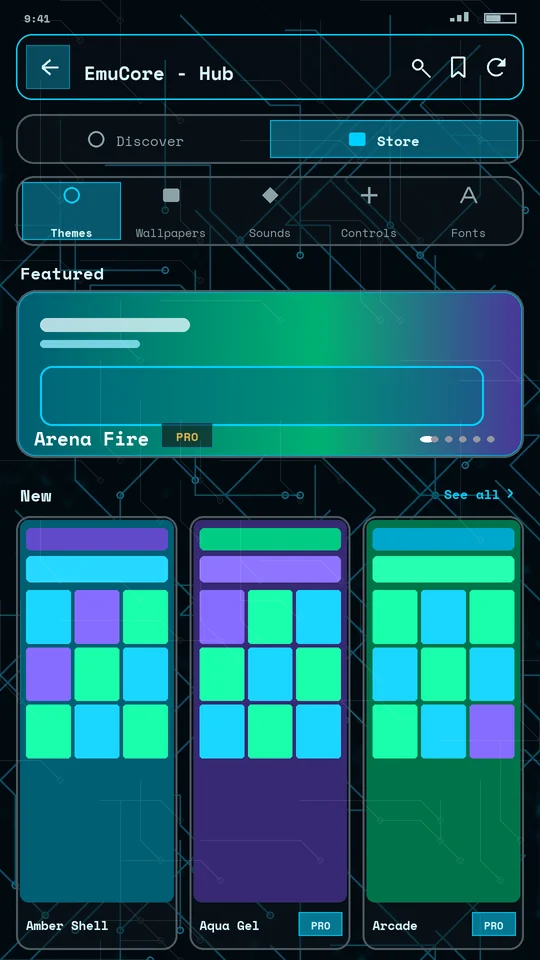 9:41
EmuCore - Hub
Discover
Store
Themes
Wallpapers
Sounds
Controls
Fonts
Featured
Arena Fire
PRO
New
See all
Amber Shell
Aqua Gel
PRO
Arcade
PRO